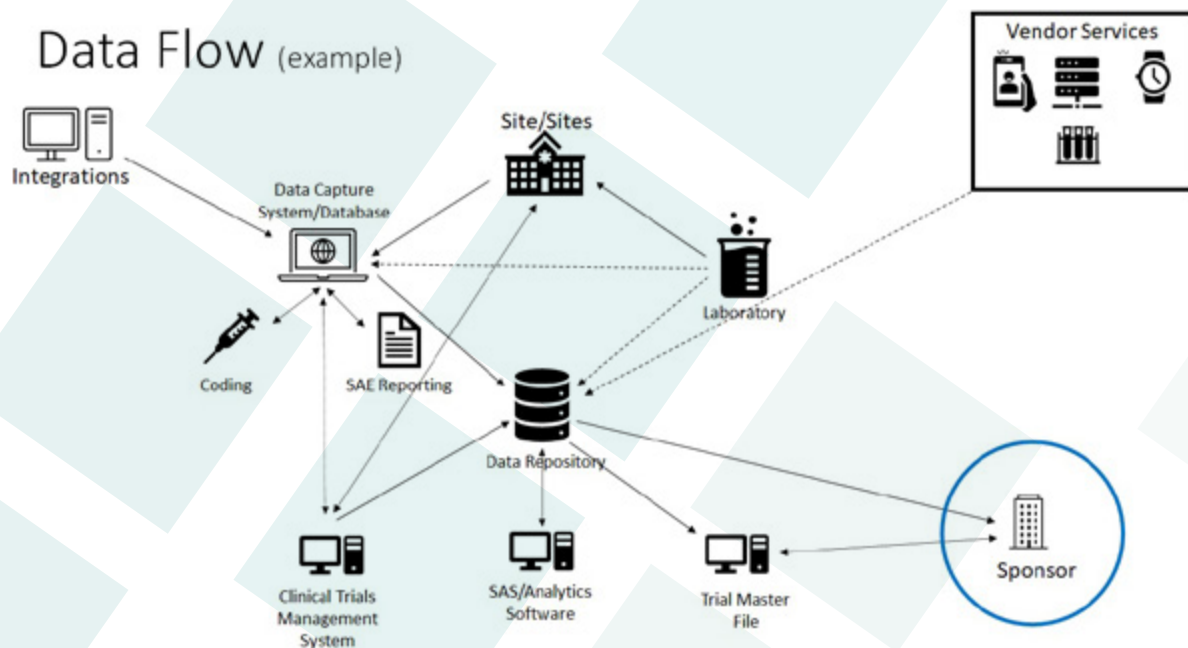 Data Flow (example)
Vendor Services
Integrations
Site/Sites
Data Capture
System/Database
Laboratory
Coding
SAE Reporting
Data Repository
Sponsor
Clinical Trials
Management
System
SAS/Analytics
Software
Trial Master
File